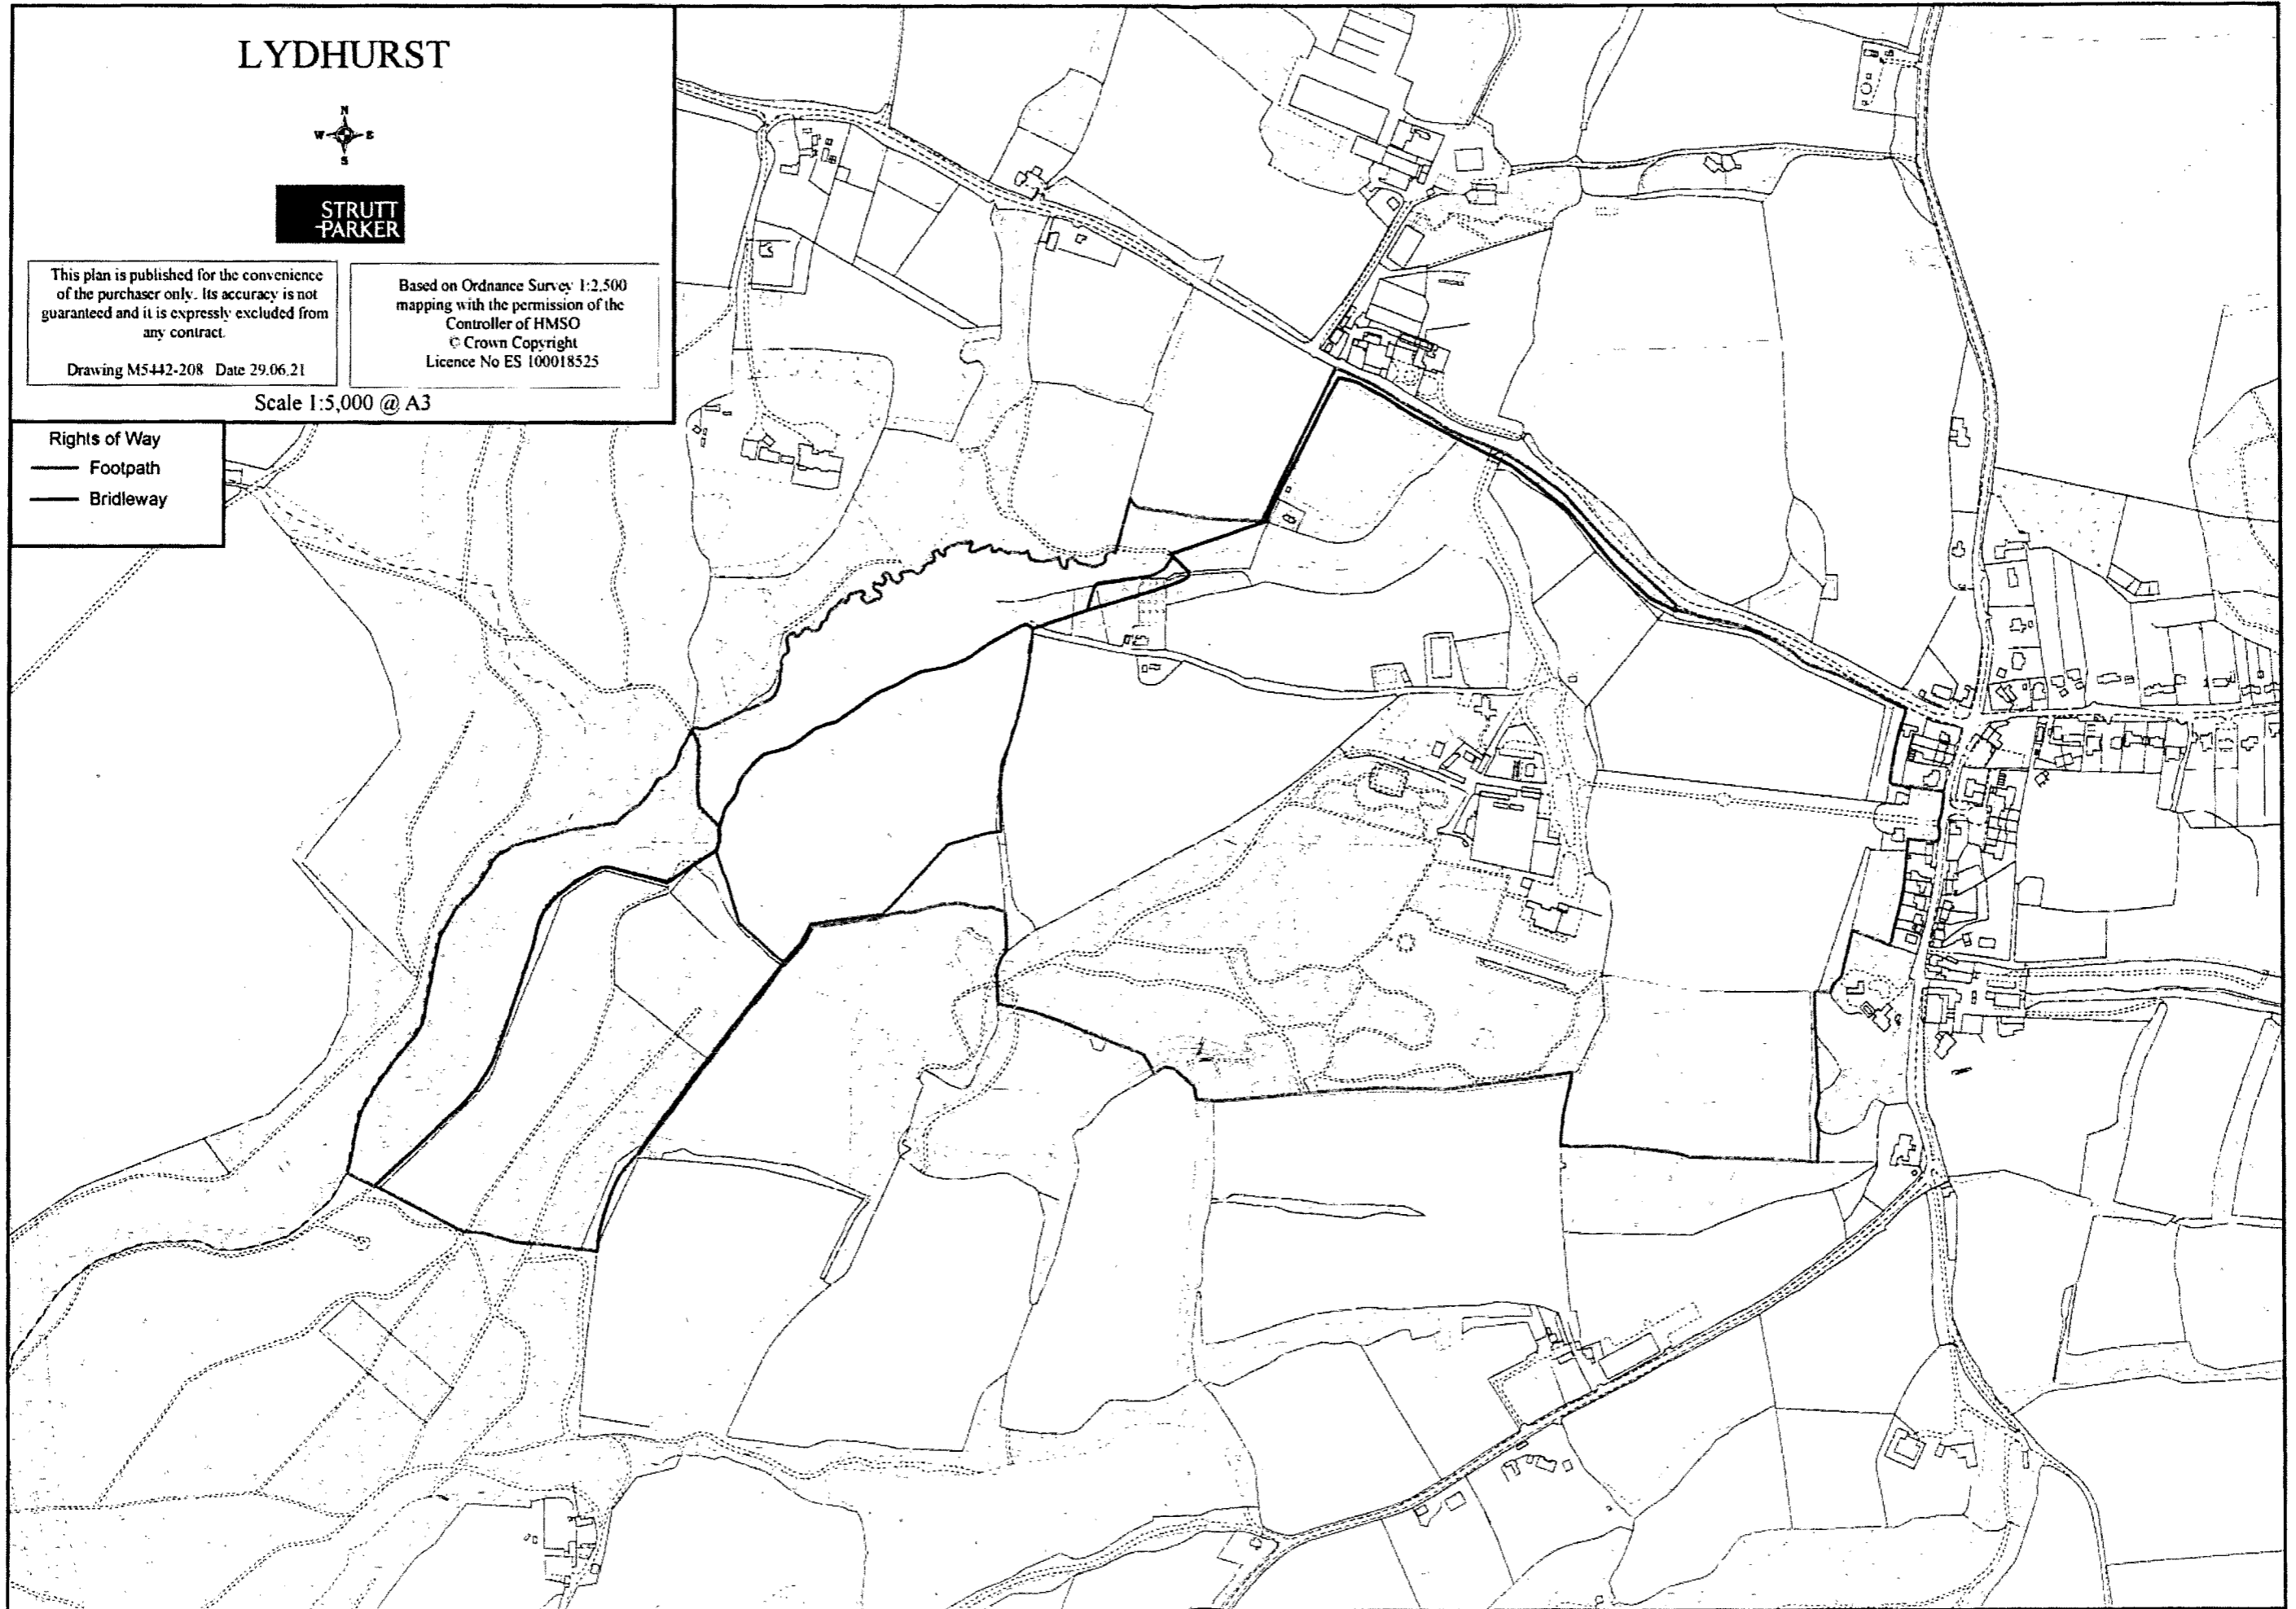 LYDHURST
N
W E
S
STRUTT
-PARKER
This plan is published for the convenience
of the purchaser only. Its accuracy is not
guaranteed and it is expressly excluded from
any contract.
Drawing M5442-208 Date 29.06.21
Based on Ordnance Survey 1:2,500
mapping with the permission of the
Controller of HMSO
© Crown Copyright
Licence No ES 100018525
Scale 1:5,000 @ A3
Rights of Way
Footpath
Bridleway